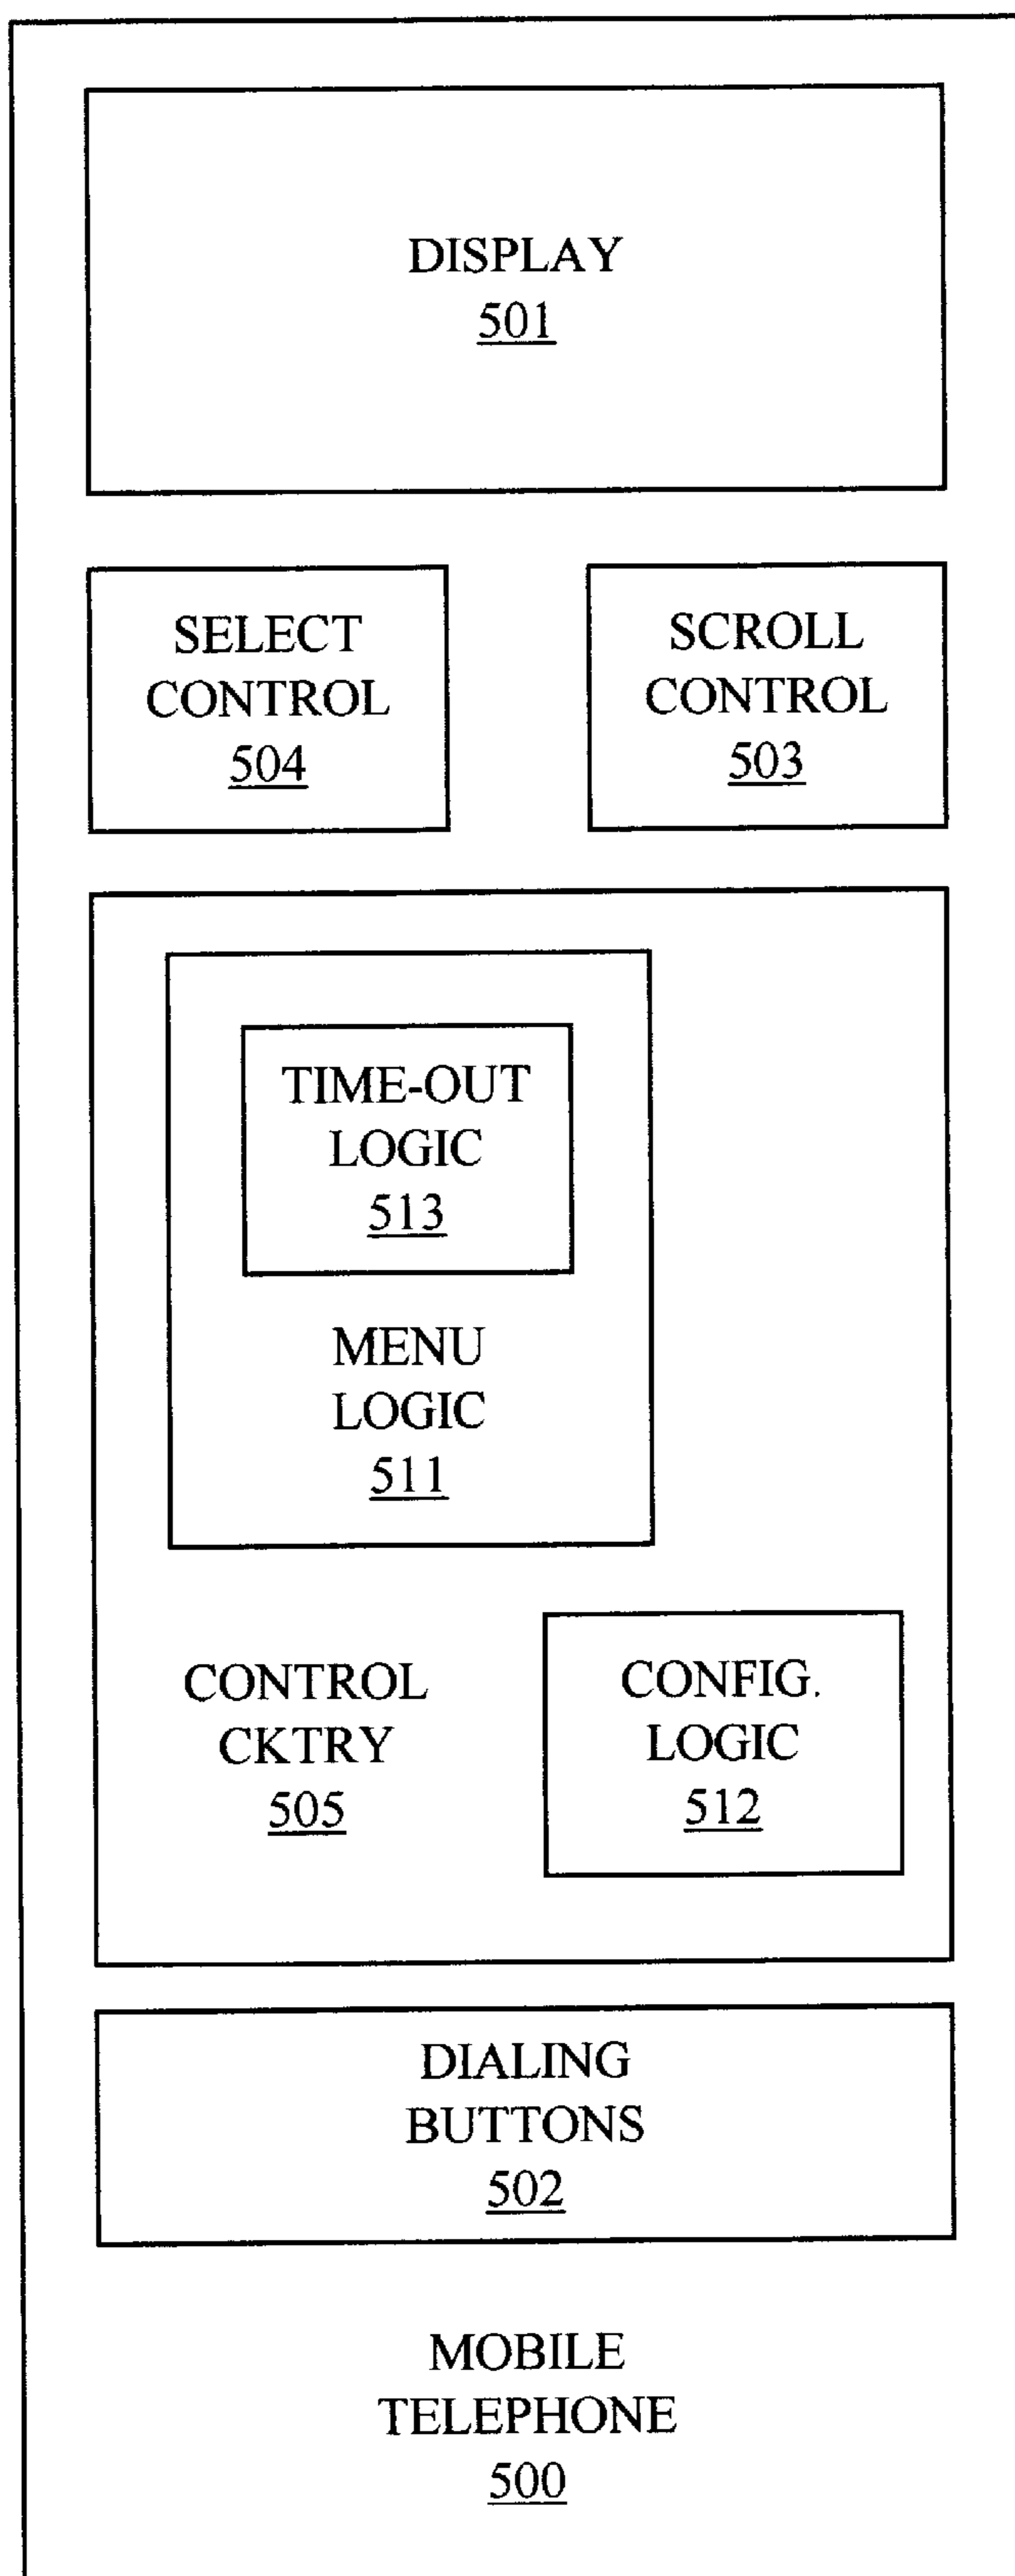 DISPLAY
501
SELECT
CONTROL
504
SCROLL
CONTROL
503
TIME-OUT
LOGIC
513
MENU
LOGIC
511
CONTROL
CKTRY
505
CONFIG.
LOGIC
512
DIALING
BUTTONS
502
MOBILE
TELEPHONE
500